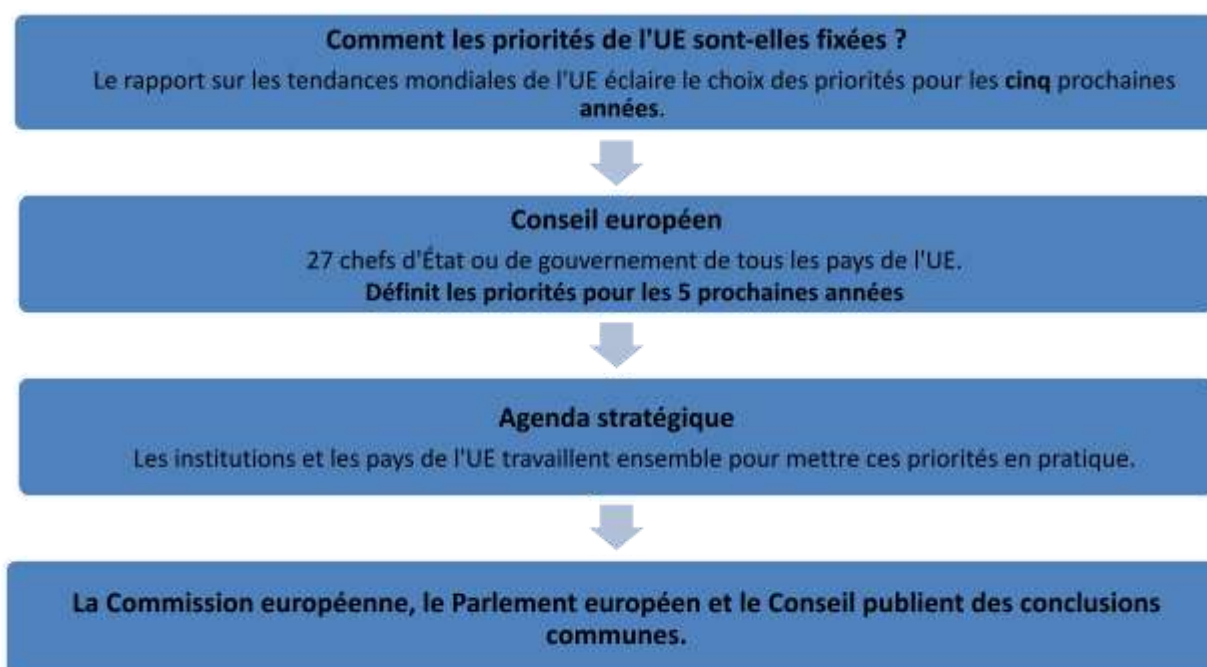 Comment les priorités de l'UE sont-elles fixées ?
Le rapport sur les tendances mondiales de l'UE éclaire le choix des priorités pour les cinq prochaines
années.
Conseil européen
27 chefs d'État ou de gouvernement de tous les pays de l'UE.
Définit les priorités pour les 5 prochaines années
Agenda stratégique
Les institutions et les pays de l'UE travaillent ensemble pour mettre ces priorités en pratique.
La Commission européenne, le Parlement européen et le Conseil publient des conclusions
communes.